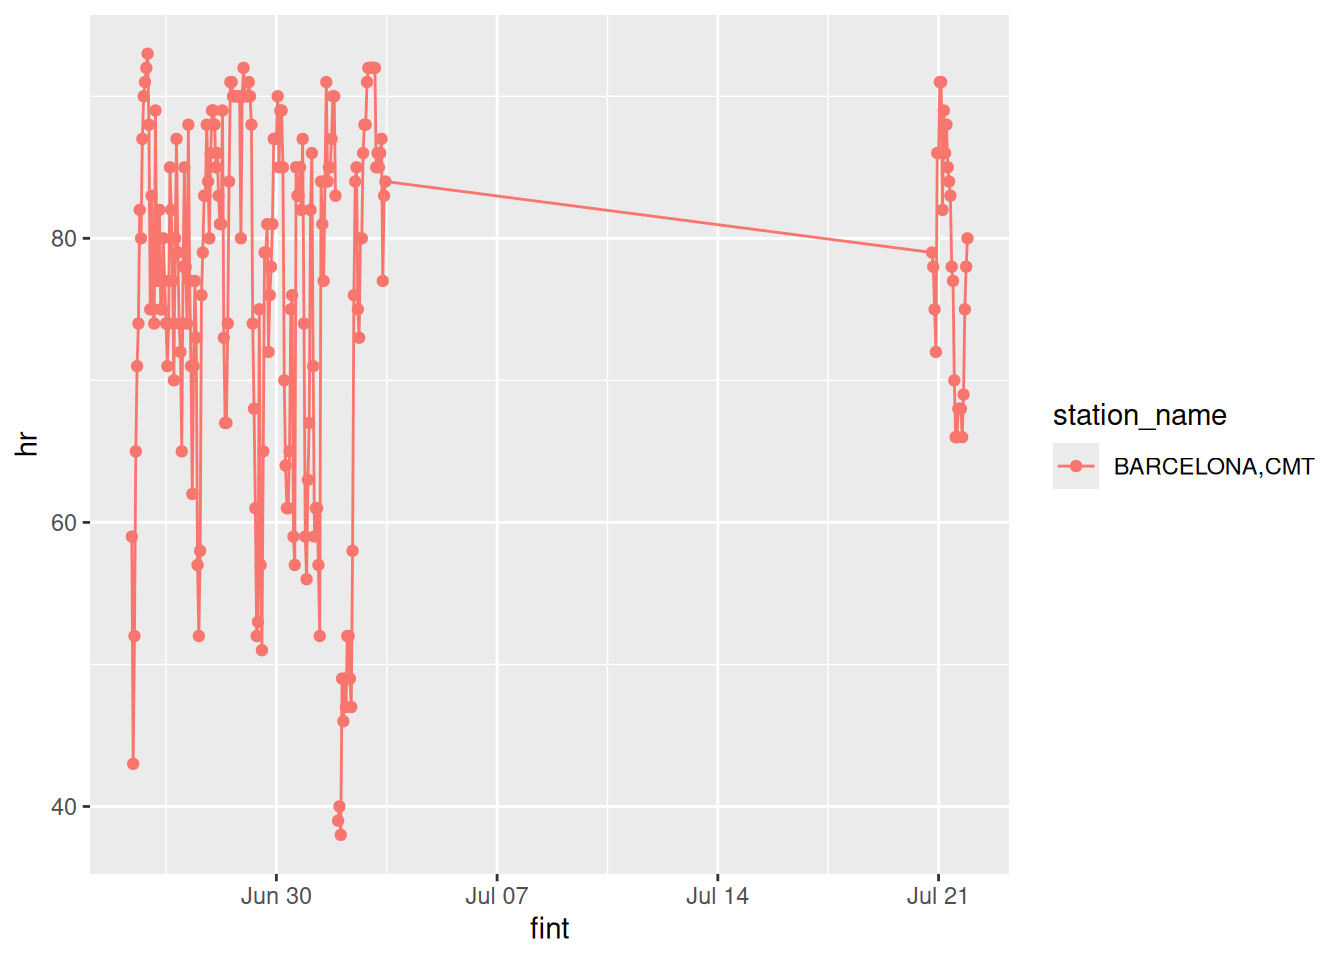 hr
80
60
40
Jun 30
Jul 07
Jul 14
Jul 21
fint
station_name
BARCELONA,CMT